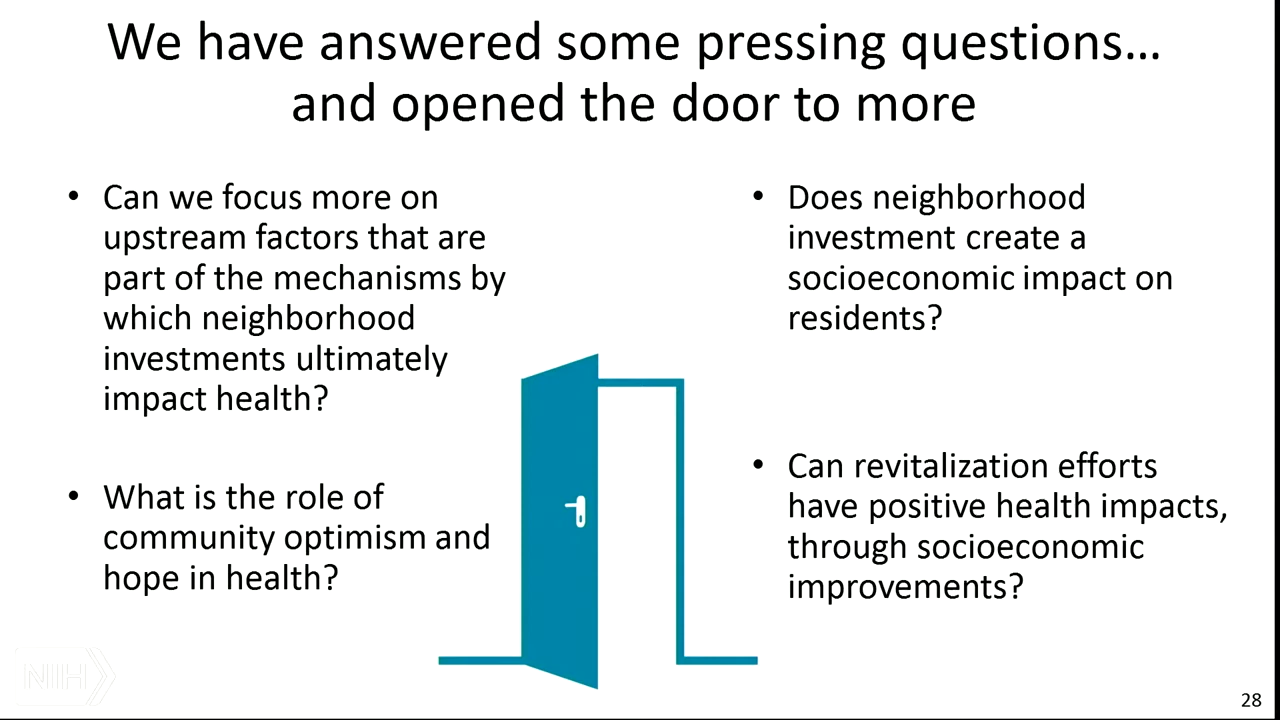 We have answered some pressing questions…
and opened the door to more
• Can we focus more on
upstream factors that are
part of the mechanisms by
which neighborhood
investments ultimately
impact health?
• What is the role of
community optimism and
hope in health?
• Does neighborhood
investment create a
socioeconomic impact on
residents?
• Can revitalization efforts
have positive health impacts,
through socioeconomic
improvements?
NIH
28